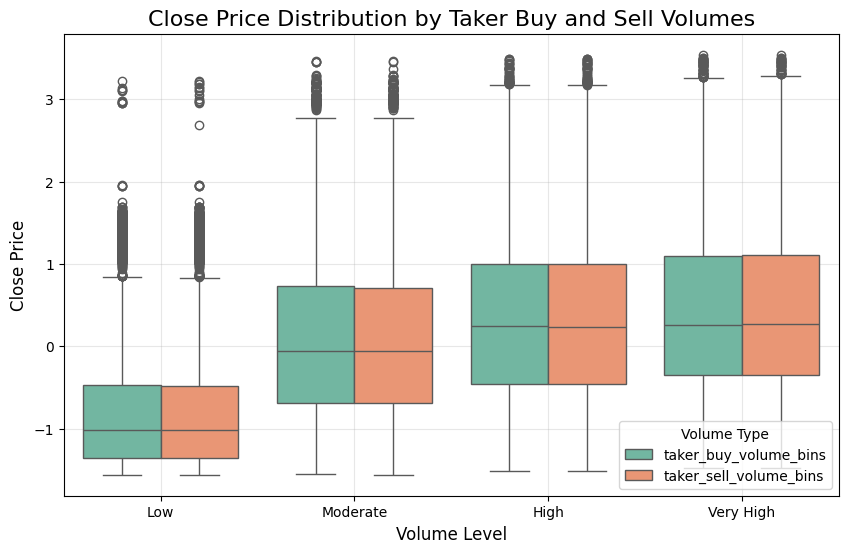 Close Price Distribution by Taker Buy and Sell Volumes
Close Price
3
2
1
0
−1
Low
Moderate
High
Very High
Volume Level
Volume Type
taker_buy_volume_bins
taker_sell_volume_bins